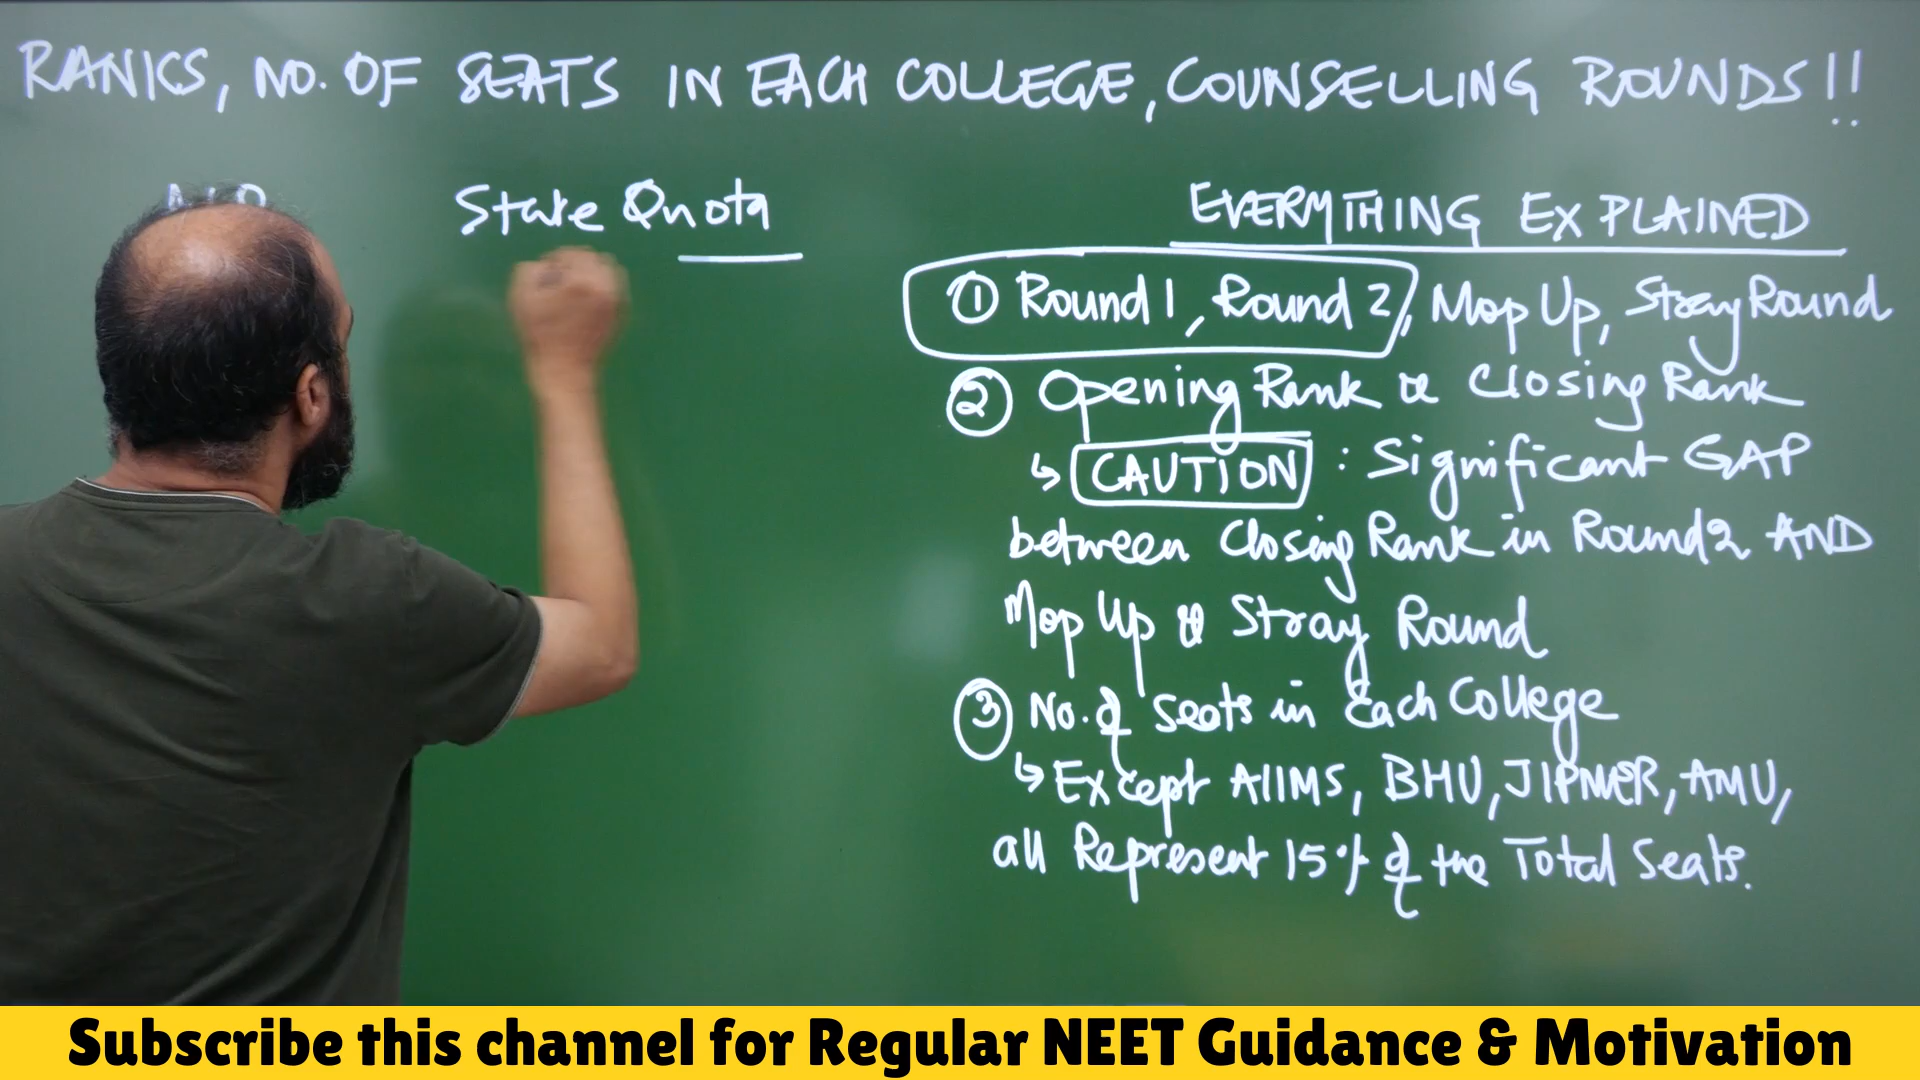 RANKS, NO. OF SEATS IN EACH COLLEGE, COUNSELLING ROUNDS!!
State Quota
EVERYTHING EXPLAINED
① Round 1, Round 2, Mop Up, Stray Round
② Opening Rank & Closing Rank
↳ CAUTION : Significant GAP
between Closing Rank in Round 2 AND
Mop Up & Stray Round
③ No. of Seats in Each College
↳ Except AIIMS, BHU, JIPMER, AMU,
all Represent 15% of the Total Seats.
Subscribe this channel for Regular NEET Guidance & Motivation